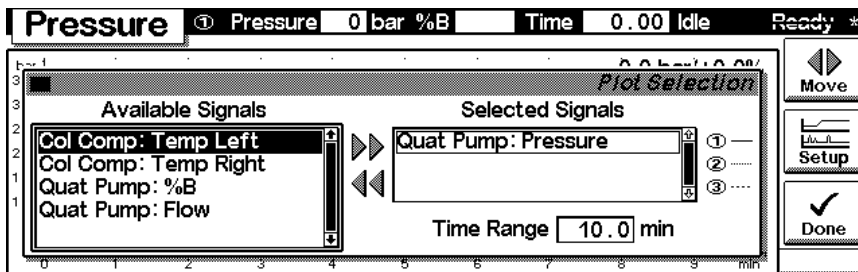 Pressure ① Pressure 0 bar %B Time 0.00 Idle Ready *
Plot Selection
Available Signals
Col Comp: Temp Left
Col Comp: Temp Right
Quat Pump: %B
Quat Pump: Flow
Selected Signals
Quat Pump: Pressure
①
②
③
Time Range 10.0 min
Move
Setup
Done
0 1 2 3 4 5 6 7 8 9 min